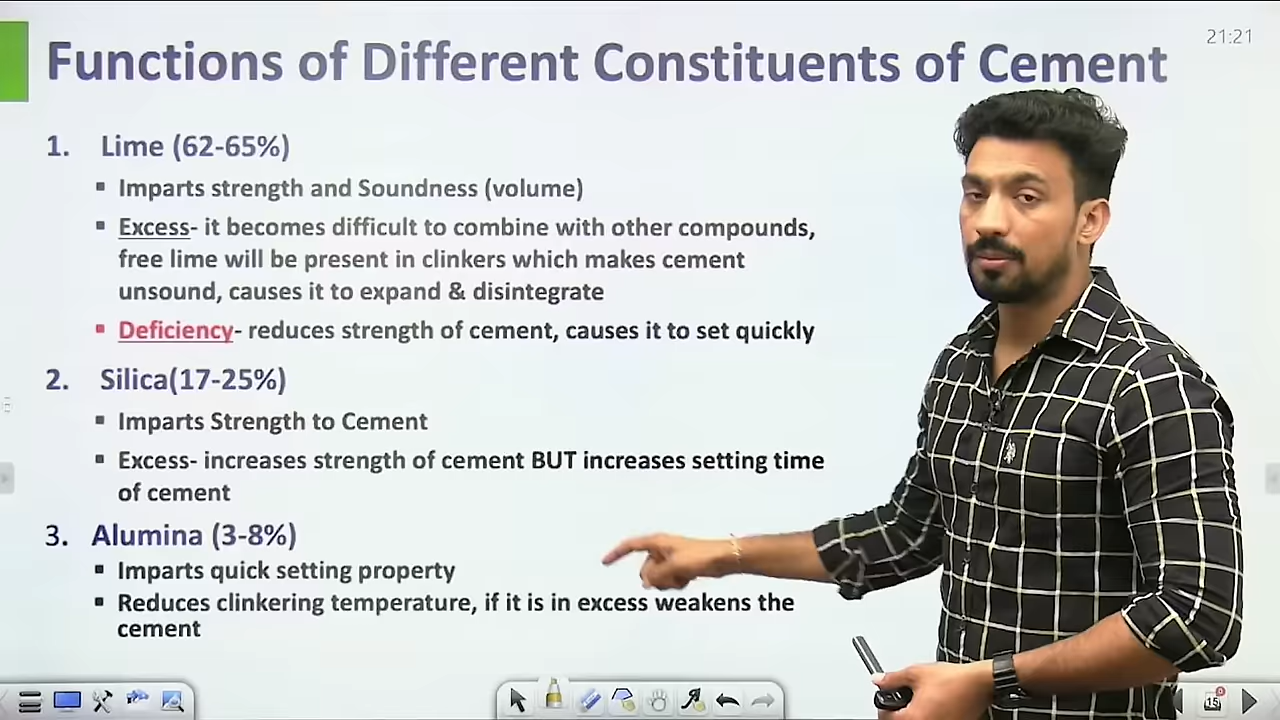 21:21
Functions of Different Constituents of Cement
1. Lime (62-65%)
▪ Imparts strength and Soundness (volume)
▪ Excess- it becomes difficult to combine with other compounds,
free lime will be present in clinkers which makes cement
unsound, causes it to expand & disintegrate
▪ Deficiency- reduces strength of cement, causes it to set quickly
2. Silica(17-25%)
▪ Imparts Strength to Cement
▪ Excess- increases strength of cement BUT increases setting time
of cement
3. Alumina (3-8%)
▪ Imparts quick setting property
▪ Reduces clinkering temperature, if it is in excess weakens the
cement
15